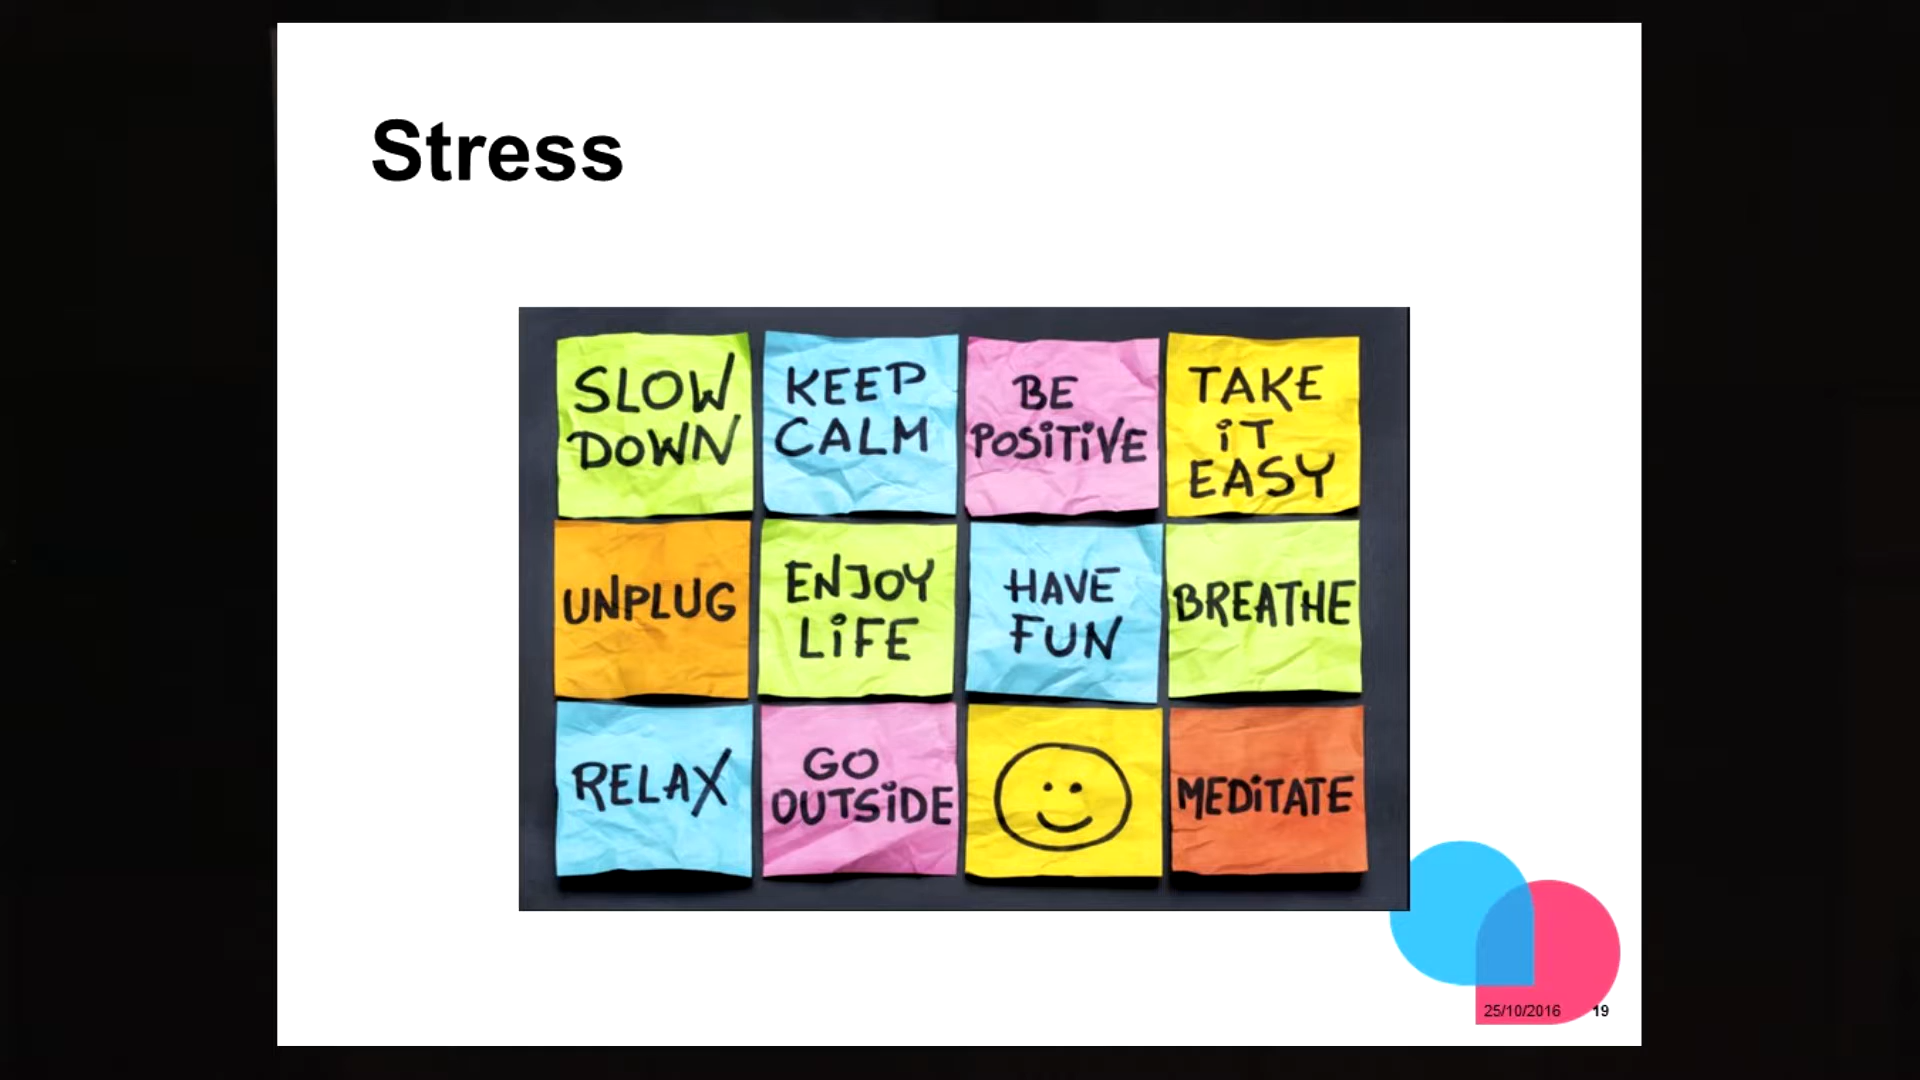 Stress
SLOW
DOWN
KEEP
CALM
BE
POSiTiVE
TAKE
iT
EASY
UNPLUG
ENJOY
LiFE
HAVE
FUN
BREATHE
RELAX
GO
OUTSiDE
MEDiTATE
25/10/2016 19